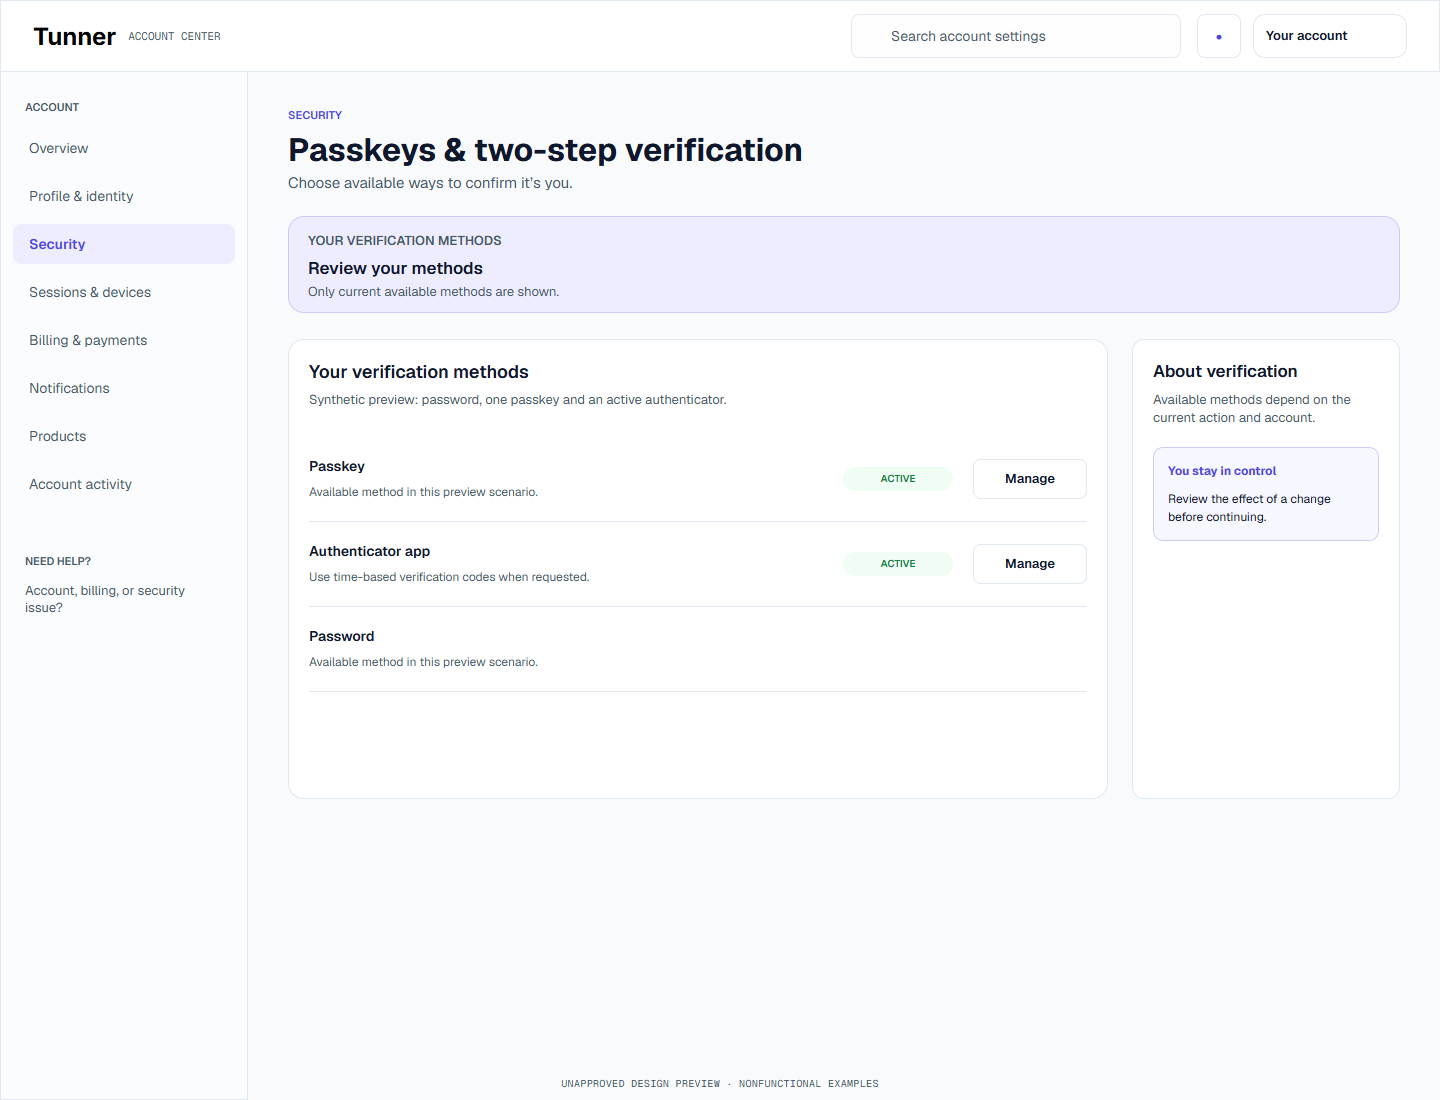 Tunner ACCOUNT CENTER
Search account settings
Your account
ACCOUNT
Overview
Profile & identity
Security
Sessions & devices
Billing & payments
Notifications
Products
Account activity
NEED HELP?
Account, billing, or security
issue?
SECURITY
Passkeys & two-step verification
Choose available ways to confirm it's you.
YOUR VERIFICATION METHODS
Review your methods
Only current available methods are shown.
Your verification methods
Synthetic preview: password, one passkey and an active authenticator.
Passkey
Available method in this preview scenario.
ACTIVE
Manage
Authenticator app
Use time-based verification codes when requested.
ACTIVE
Manage
Password
Available method in this preview scenario.
About verification
Available methods depend on the
current action and account.
You stay in control
Review the effect of a change
before continuing.
UNAPPROVED DESIGN PREVIEW · NONFUNCTIONAL EXAMPLES